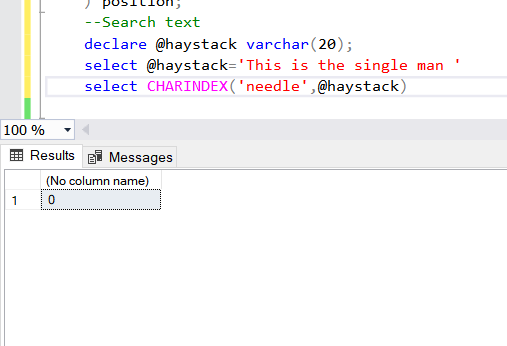 ) position;
--Search text
declare @haystack varchar(20);
select @haystack='This is the single man '
select CHARINDEX('needle',@haystack)
100 %
Results Messages
(No column name)
1 0